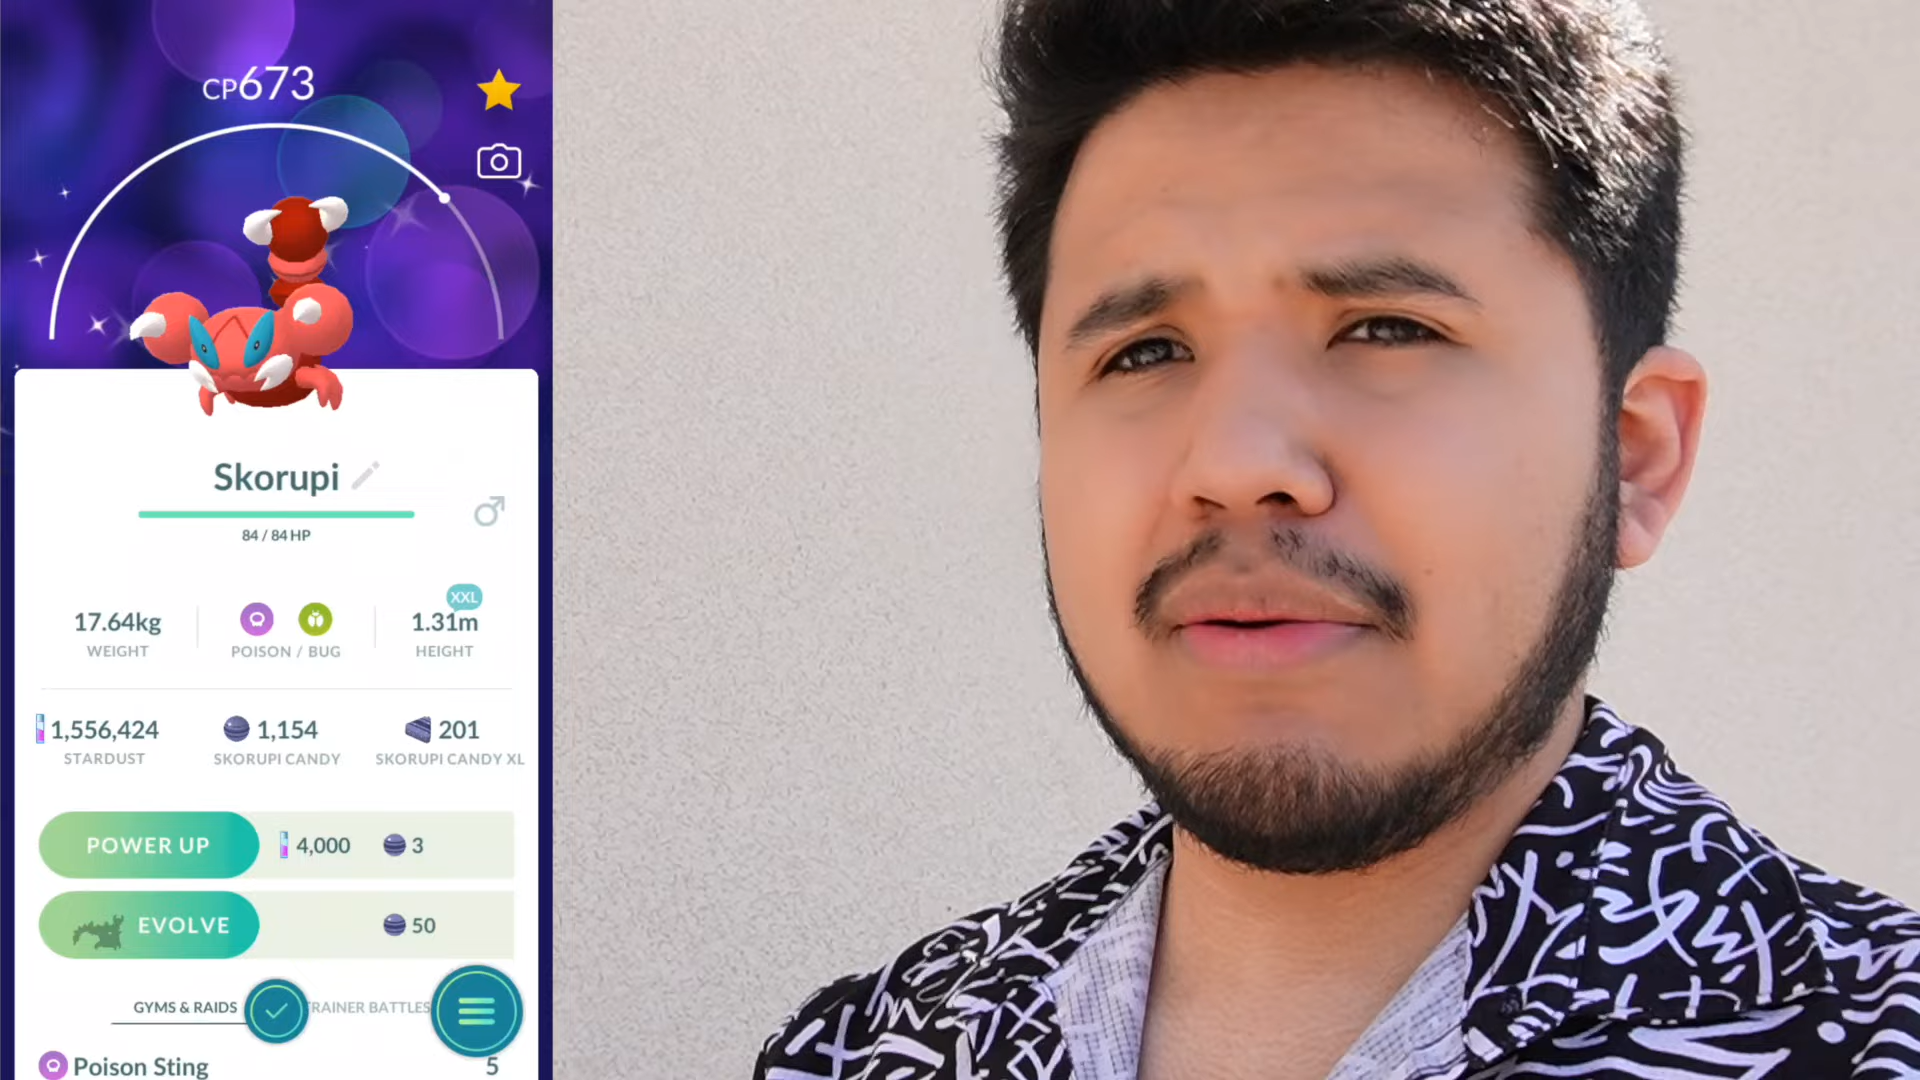 CP673
Skorupi
84 / 84 HP
XXL
17.64kg
1.31m
WEIGHT
POISON / BUG
HEIGHT
1,556,424
1,154
201
STARDUST
SKORUPI CANDY
SKORUPI CANDY XL
POWER UP
4,000
3
EVOLVE
50
GYMS & RAIDS
TRAINER BATTLES
Poison Sting
5